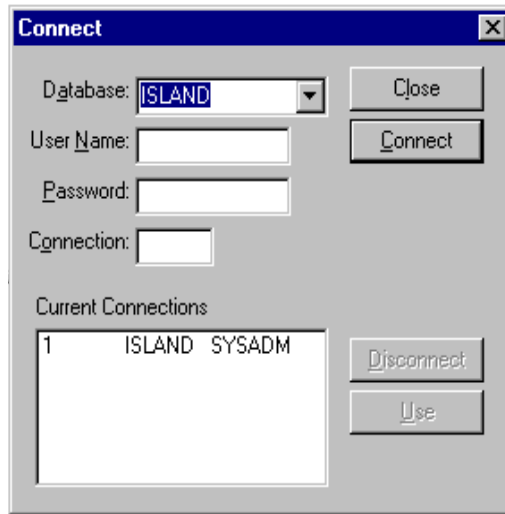 Connect
Database: ISLAND
Close
User Name:
Connect
Password:
Connection:
Current Connections
1 ISLAND SYSADM
Disconnect
Use